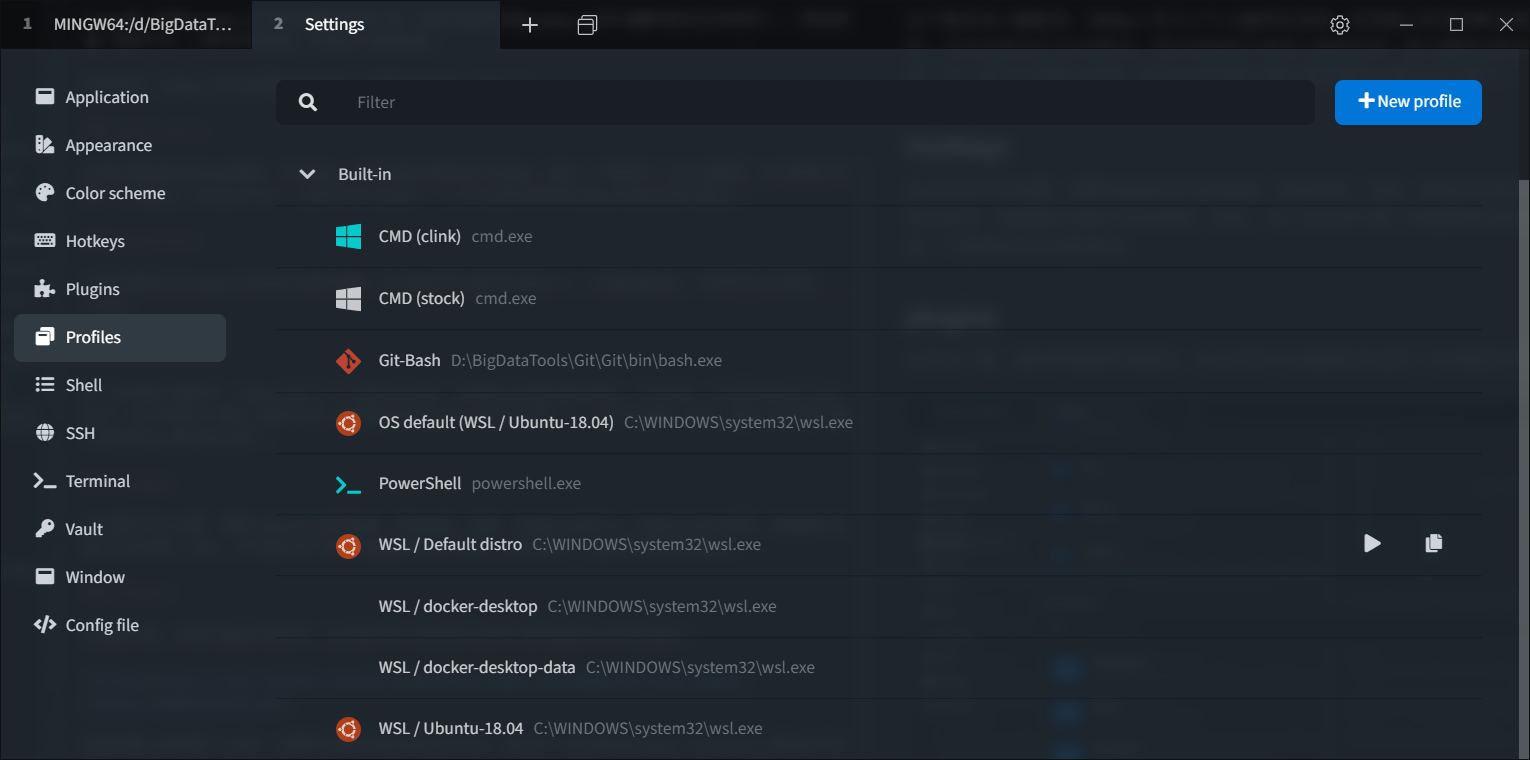 1 MINGW64:/d/BigDataT... 2 Settings
Application
Appearance
Color scheme
Hotkeys
Plugins
Profiles
Shell
SSH
Terminal
Vault
Window
Config file
Filter
New profile
Built-in
CMD (clink) cmd.exe
CMD (stock) cmd.exe
Git-Bash D:\BigDataTools\Git\Git\bin\bash.exe
OS default (WSL / Ubuntu-18.04) C:\WINDOWS\system32\wsl.exe
PowerShell powershell.exe
WSL / Default distro C:\WINDOWS\system32\wsl.exe
WSL / docker-desktop C:\WINDOWS\system32\wsl.exe
WSL / docker-desktop-data C:\WINDOWS\system32\wsl.exe
WSL / Ubuntu-18.04 C:\WINDOWS\system32\wsl.exe